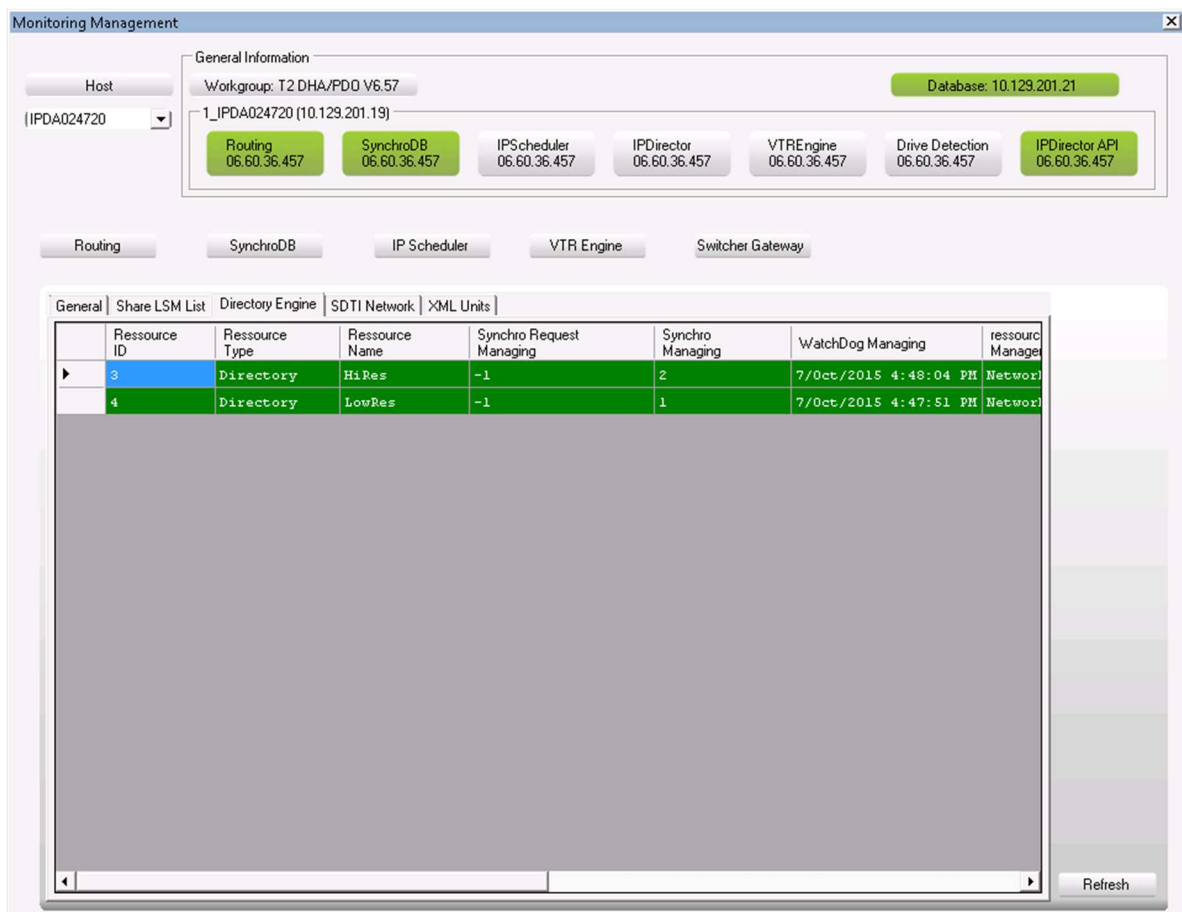 Monitoring Management
General Information
Host
Workgroup: T2 DHA/PDO V6.57
Database: 10.129.201.21
IPDA024720
1_IPDA024720 (10.129.201.19)
Routing
06.60.36.457
SynchroDB
06.60.36.457
IPScheduler
06.60.36.457
IPDirector
06.60.36.457
VTREngine
06.60.36.457
Drive Detection
06.60.36.457
IPDirector API
06.60.36.457
Routing
SynchroDB
IP Scheduler
VTR Engine
Switcher Gateway
General
Share LSM List
Directory Engine
SDTI Network
XML Units
Ressource
ID
Ressource
Type
Ressource
Name
Synchro Request
Managing
Synchro
Managing
WatchDog Managing
ressourc
Manage
3 Directory HiRes -1 2 7/Oct/2015 4:48:04 PM Networ
4 Directory LowRes -1 1 7/Oct/2015 4:47:51 PM Networ
Refresh